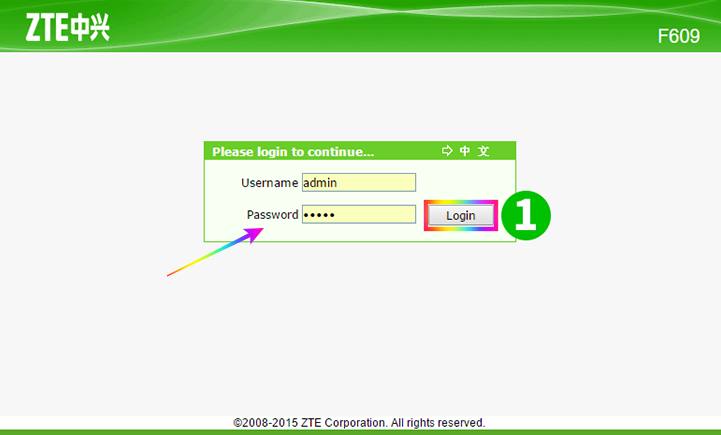 ZTE中兴
F609
Please login to continue... ⇨ 中 文
Username admin
Password •••••
Login 1
©2008-2015 ZTE Corporation. All rights reserved.